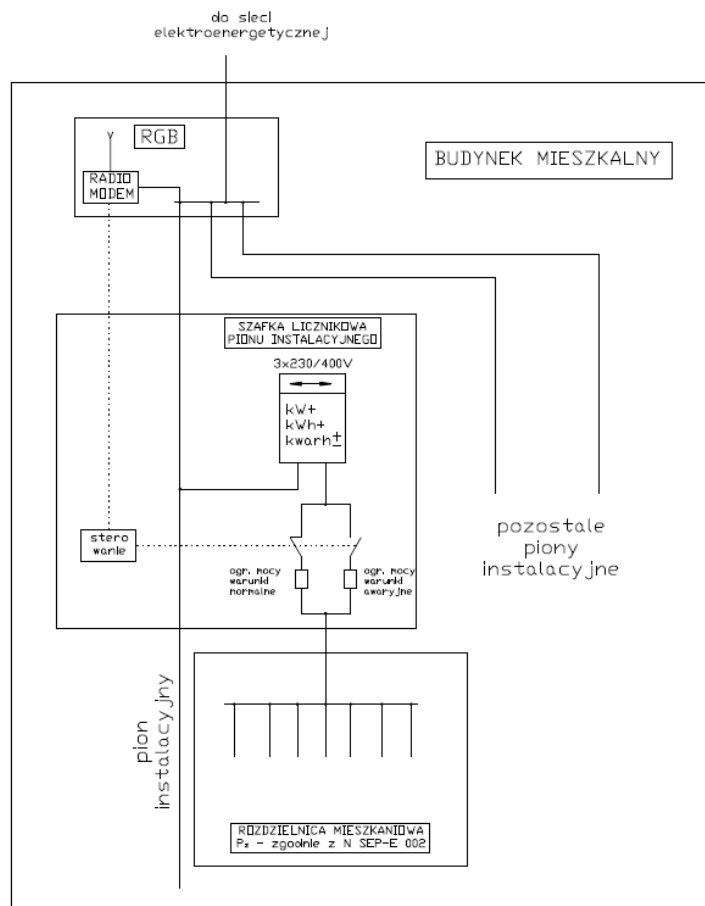 do sieci
elektroenergetycznej
RGB
BUDYNEK MIESZKALNY
RADIO
MODEM
SZAFKA LICZNIKOWA
PIONU INSTALACYJNEGO
3x230/400V
kW+
kWh+
kwarh±
stero
wanie
ogr. mocy
warunki
normalne
ogr. mocy
warunki
awaryjne
pozostałe
piony
instalacyjne
pion
instalacyjny
ROZDZIELNICA MIESZKANIOWA
Pz - zgodnie z N SEP-E 002